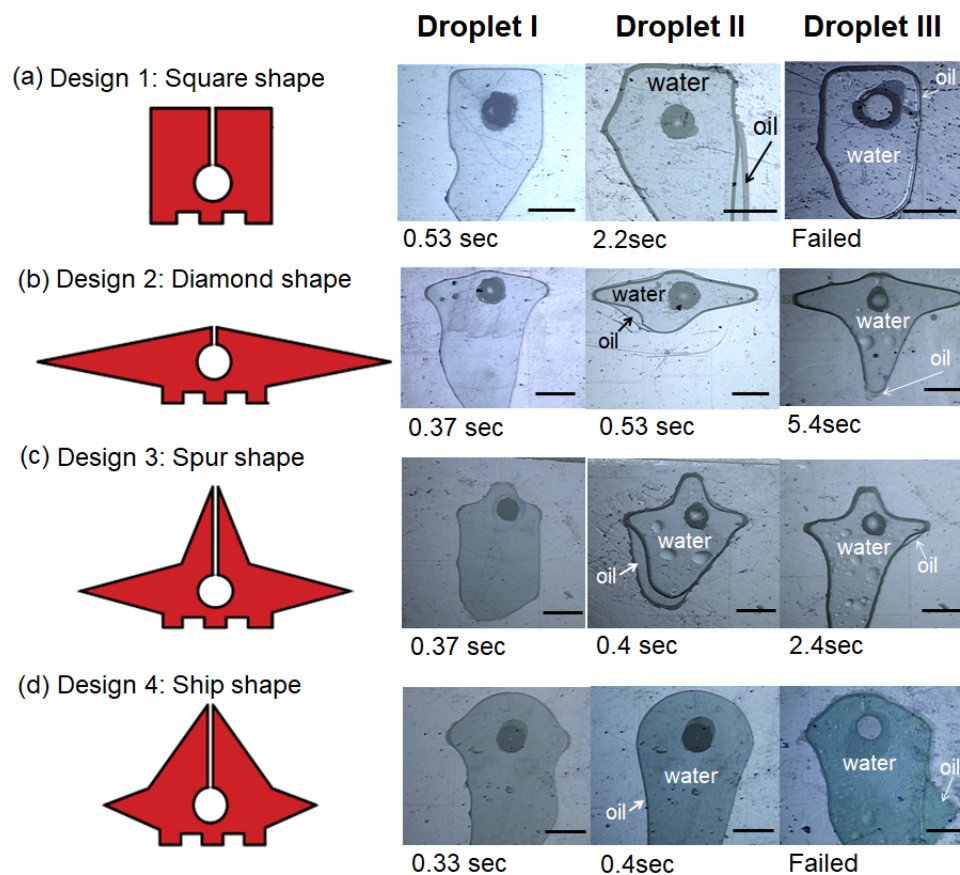 Droplet I Droplet II Droplet III
(a) Design 1: Square shape
water
oil
oil
water
0.53 sec 2.2sec Failed
(b) Design 2: Diamond shape
water
oil
water
oil
0.37 sec 0.53 sec 5.4sec
(c) Design 3: Spur shape
water
oil
water
oil
0.37 sec 0.4 sec 2.4sec
(d) Design 4: Ship shape
water
oil
water
oil
0.33 sec 0.4sec Failed